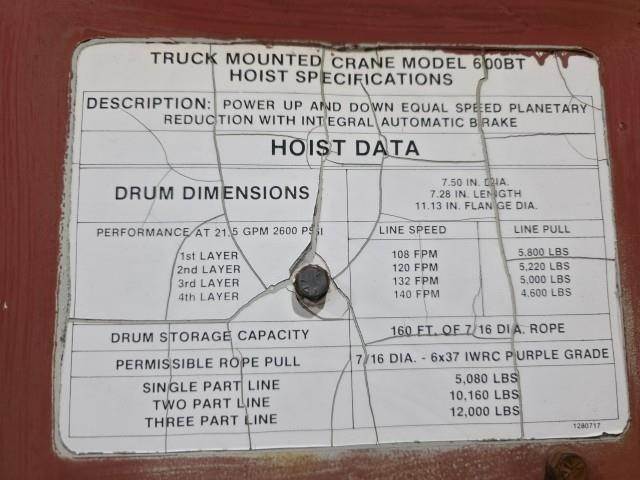 TRUCK MOUNTED CRANE MODEL 600BT
HOIST SPECIFICATIONS
DESCRIPTION: POWER UP AND DOWN EQUAL SPEED PLANETARY
REDUCTION WITH INTEGRAL AUTOMATIC BRAKE
HOIST DATA
DRUM DIMENSIONS
7.50 IN. DIA.
7.28 IN. LENGTH
11.13 IN. FLANGE DIA.
PERFORMANCE AT 21.5 GPM 2600 PSI LINE SPEED LINE PULL
1st LAYER 108 FPM 5.800 LBS
2nd LAYER 120 FPM 5,220 LBS
3rd LAYER 132 FPM 5,000 LBS
4th LAYER 140 FPM 4,600 LBS
DRUM STORAGE CAPACITY 160 FT. OF 7/16 DIA. ROPE
PERMISSIBLE ROPE PULL 7/16 DIA. - 6x37 IWRC PURPLE GRADE
SINGLE PART LINE 5,080 LBS
TWO PART LINE 10,160 LBS
THREE PART LINE 12,000 LBS
1280717